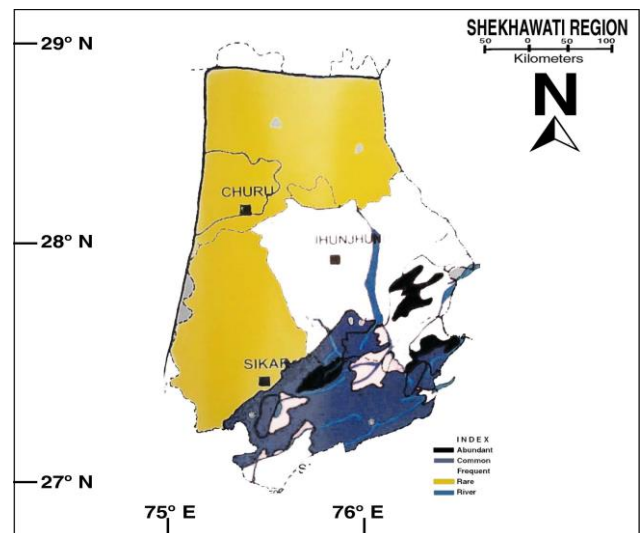 SHEKHAWATI REGION
50 0 50 100
Kilometers
N
29° N
CHURU
28° N
JHUNJHUN
SIKAR
27° N
INDEX
Abundant
Common
Frequent
Rare
River
75° E
76° E